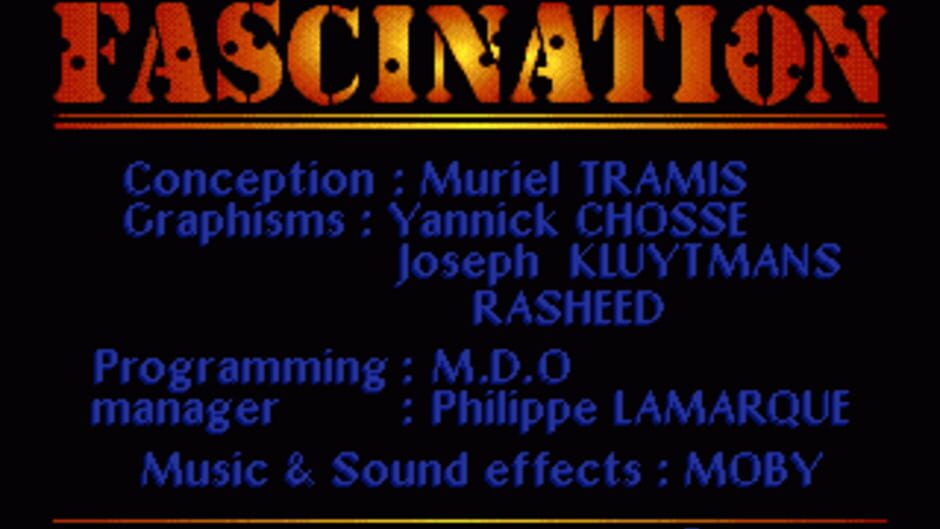 FASCINATION
Conception : Muriel TRAMIS
Graphisms : Yannick CHOSSE
Joseph KLUYTMANS
RASHEED
Programming : M.D.O
manager : Philippe LAMARQUE
Music & Sound effects : MOBY